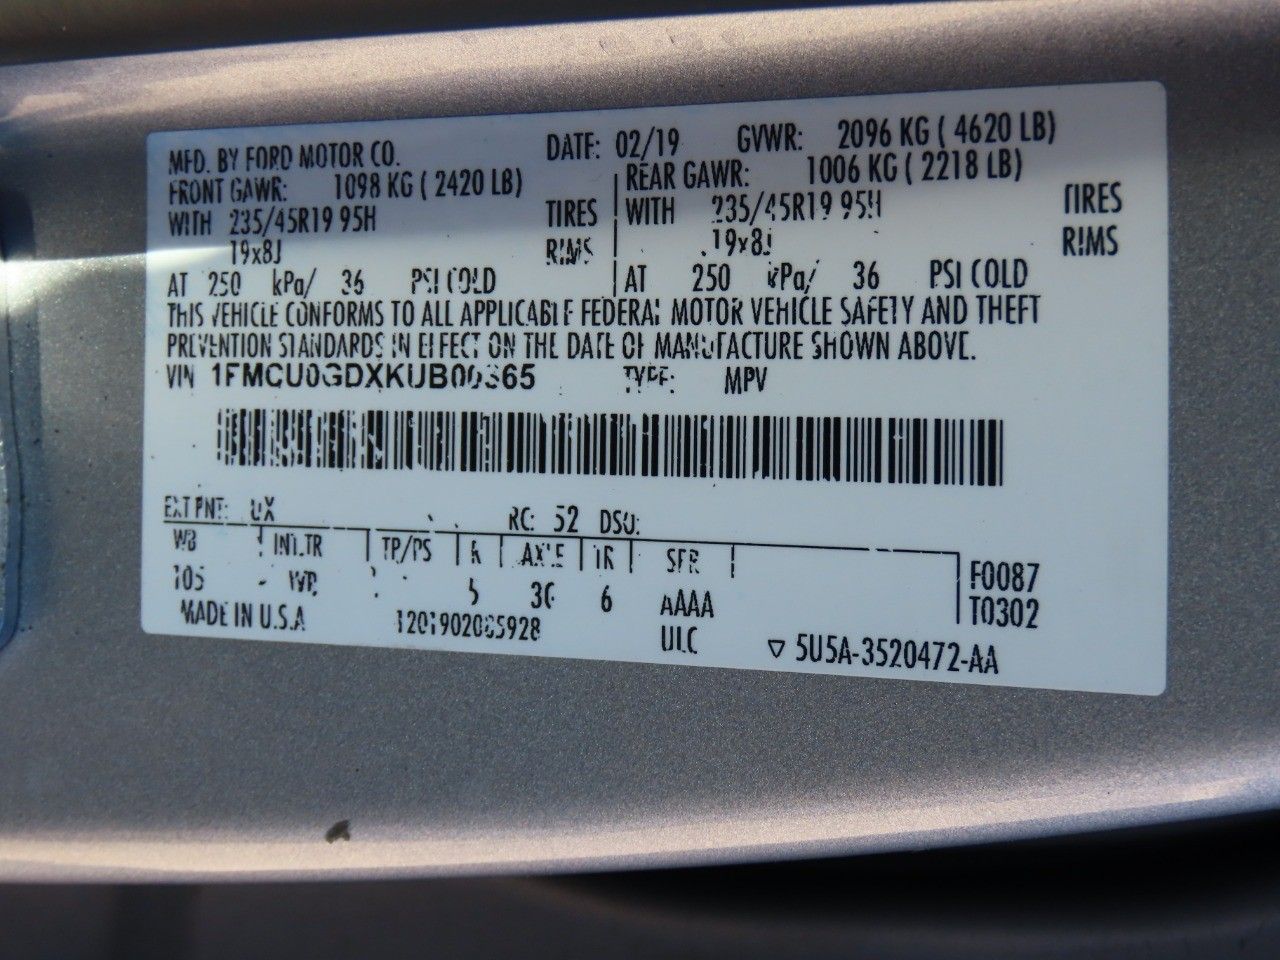 MFD. BY FORD MOTOR CO. DATE: 02/19 GVWR: 2096 KG ( 4620 LB)
FRONT GAWR: 1098 KG ( 2420 LB) REAR GAWR: 1006 KG ( 2218 LB)
WITH 235/45R19 95H TIRES WITH 235/45R19 95H TIRES
19x8J RIMS 19x8J RIMS
AT 250 kPa/ 36 PSI COLD AT 250 kPa/ 36 PSI COLD
THIS VEHICLE CONFORMS TO ALL APPLICABLE FEDERAL MOTOR VEHICLE SAFETY AND THEFT
PREVENTION STANDARDS IN EFFECT ON THE DATE OF MANUFACTURE SHOWN ABOVE.
VIN TYPE: MPV
EXT PNT: UX RC: 52 DSO:
WB INT.TR TP/PS R AXLE TR SPR F0087
105 5 6 AAAA T0302
MADE IN U.S.A ULC ▽ 5U5A-3520472-AA